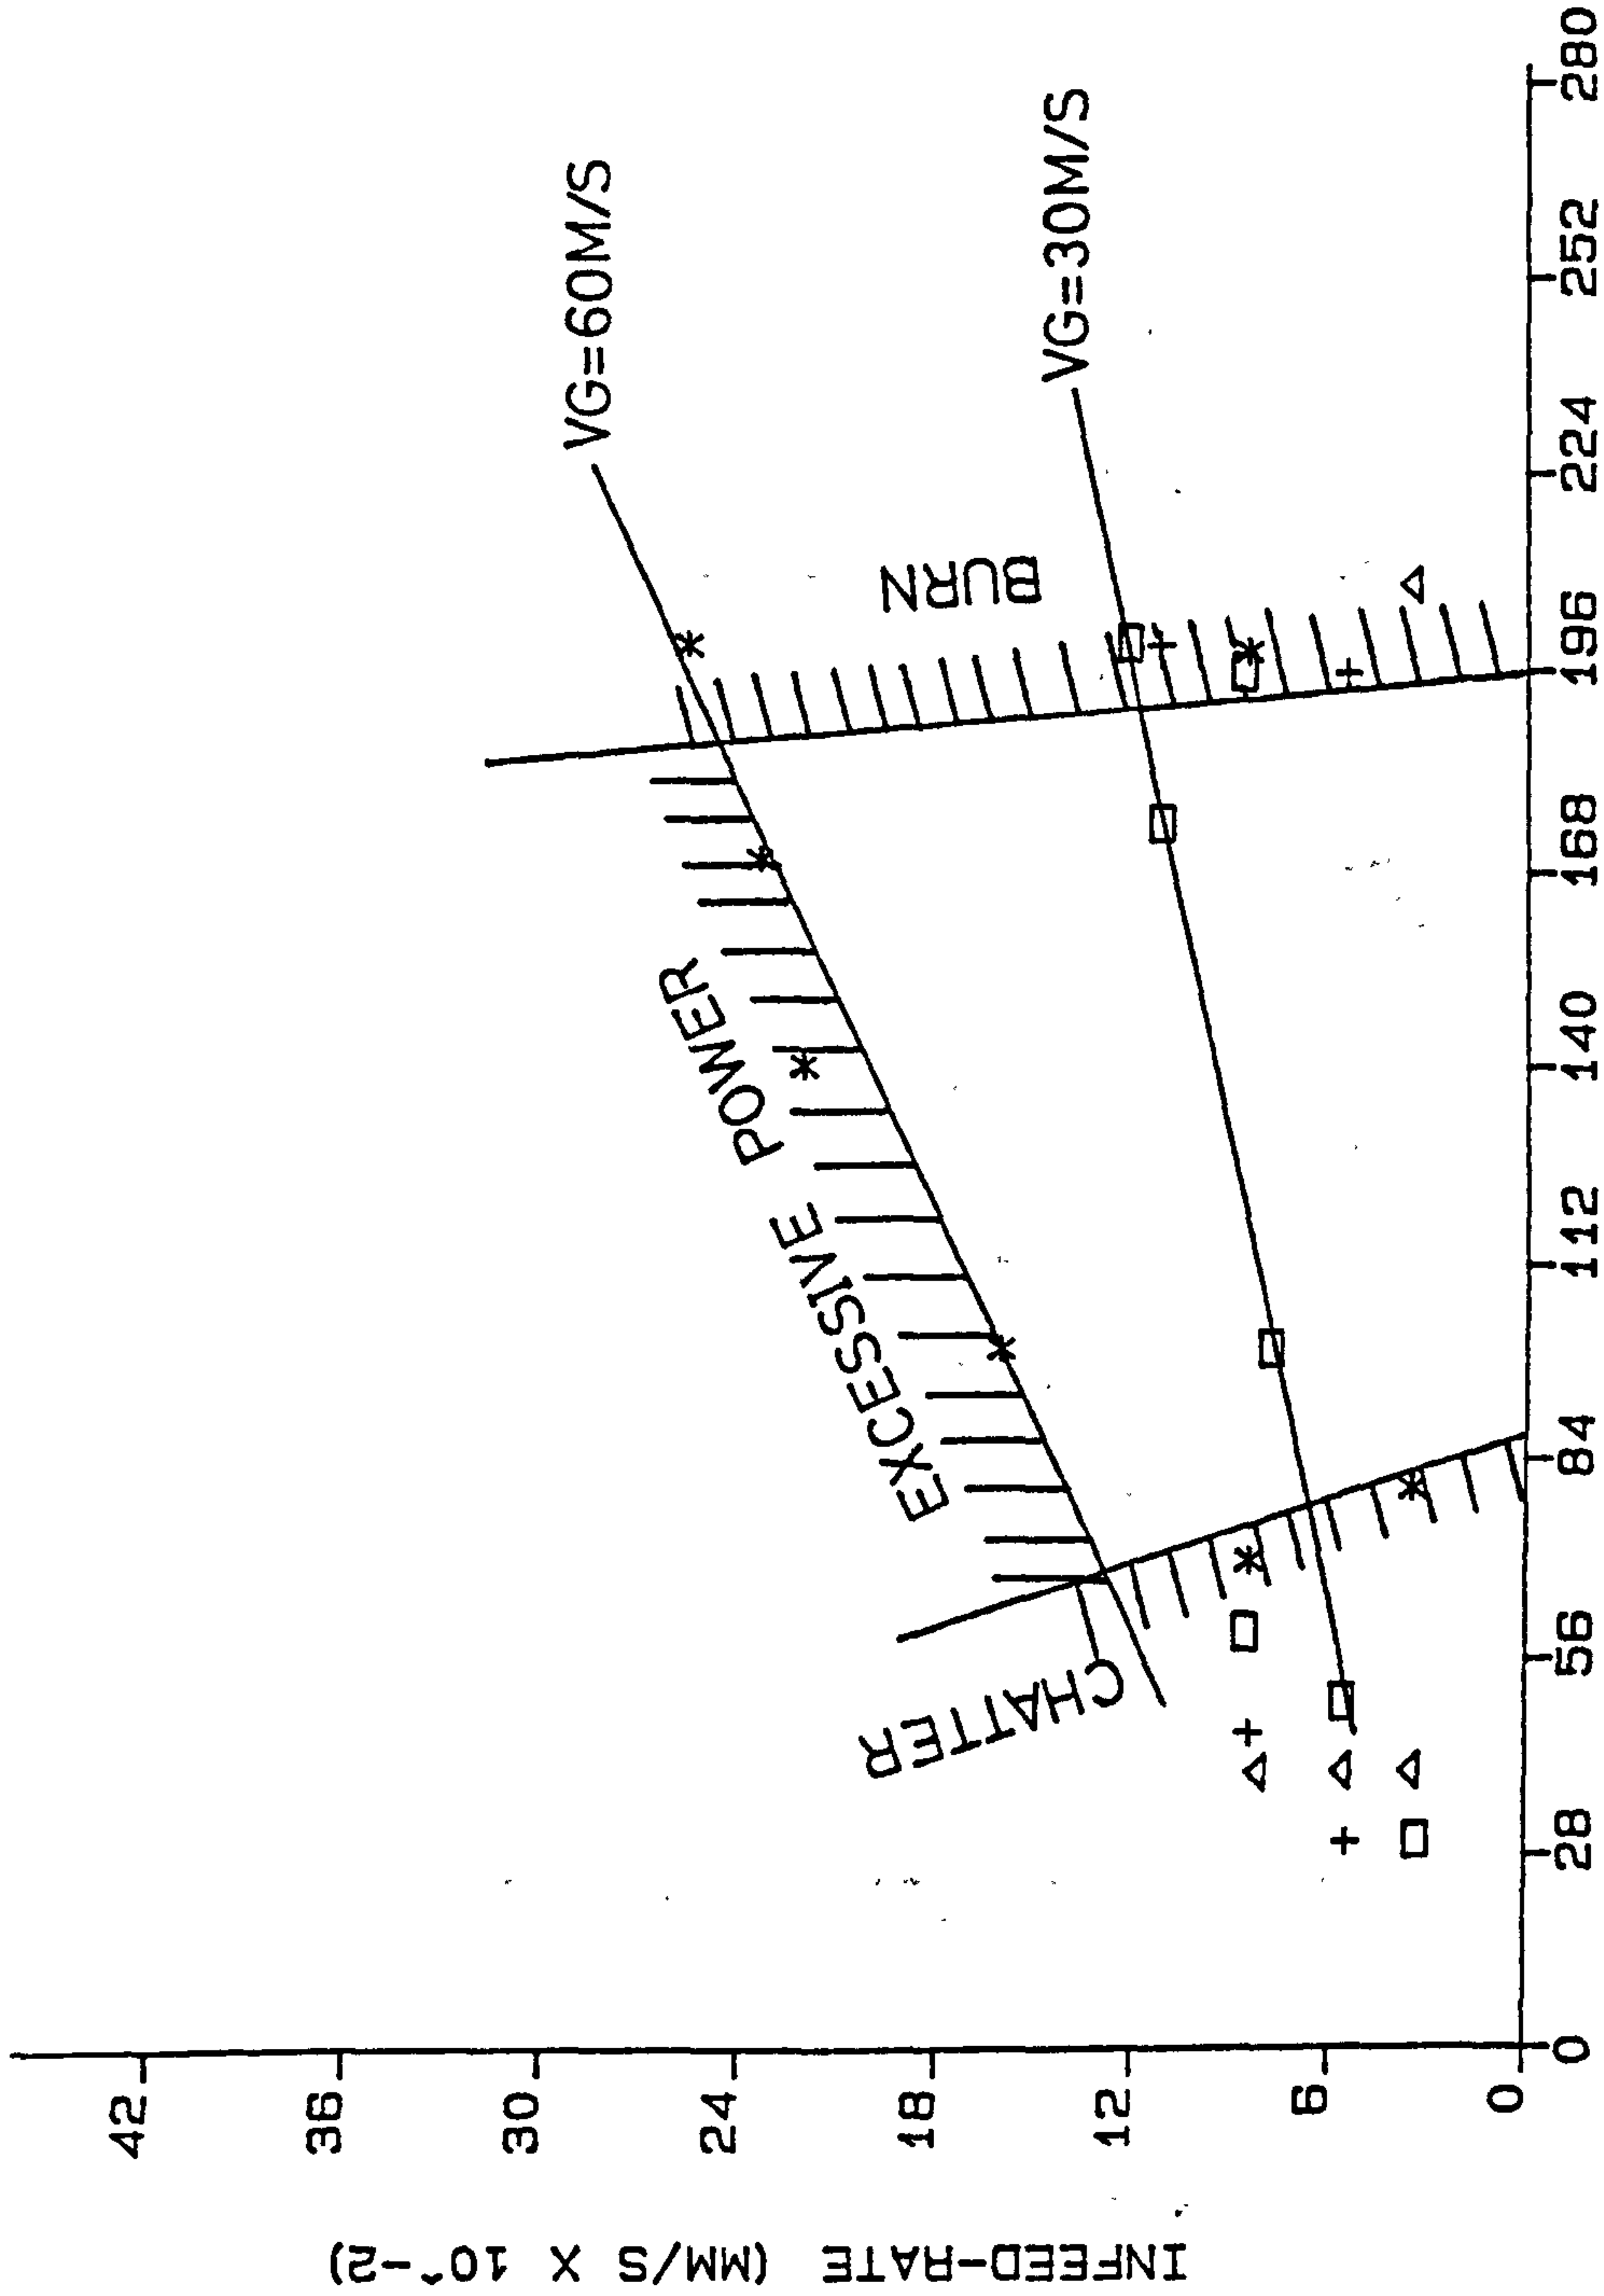 INFEED-RATE (MM/S X 10^-2)
42
36
30
24
18
12
6
0
VG=60M/S
VG=30M/S
EXCESSIVE POWER
BURN
CHATTER
0 28 56 84 112 140 168 196 224 252 280